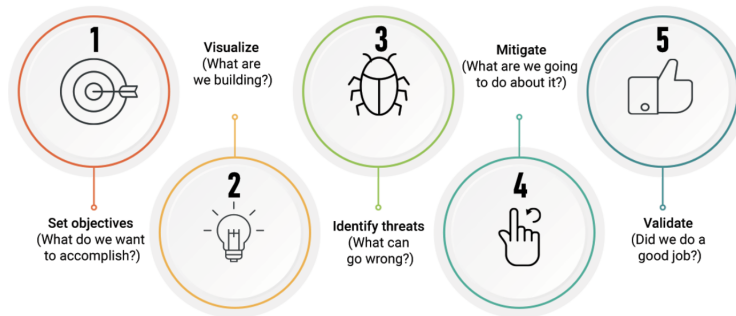 1
Set objectives
(What do we want
to accomplish?)
Visualize
(What are
we building?)
2
3
Identify threats
(What can
go wrong?)
Mitigate
(What are we going
to do about it?)
4
5
Validate
(Did we do a
good job?)